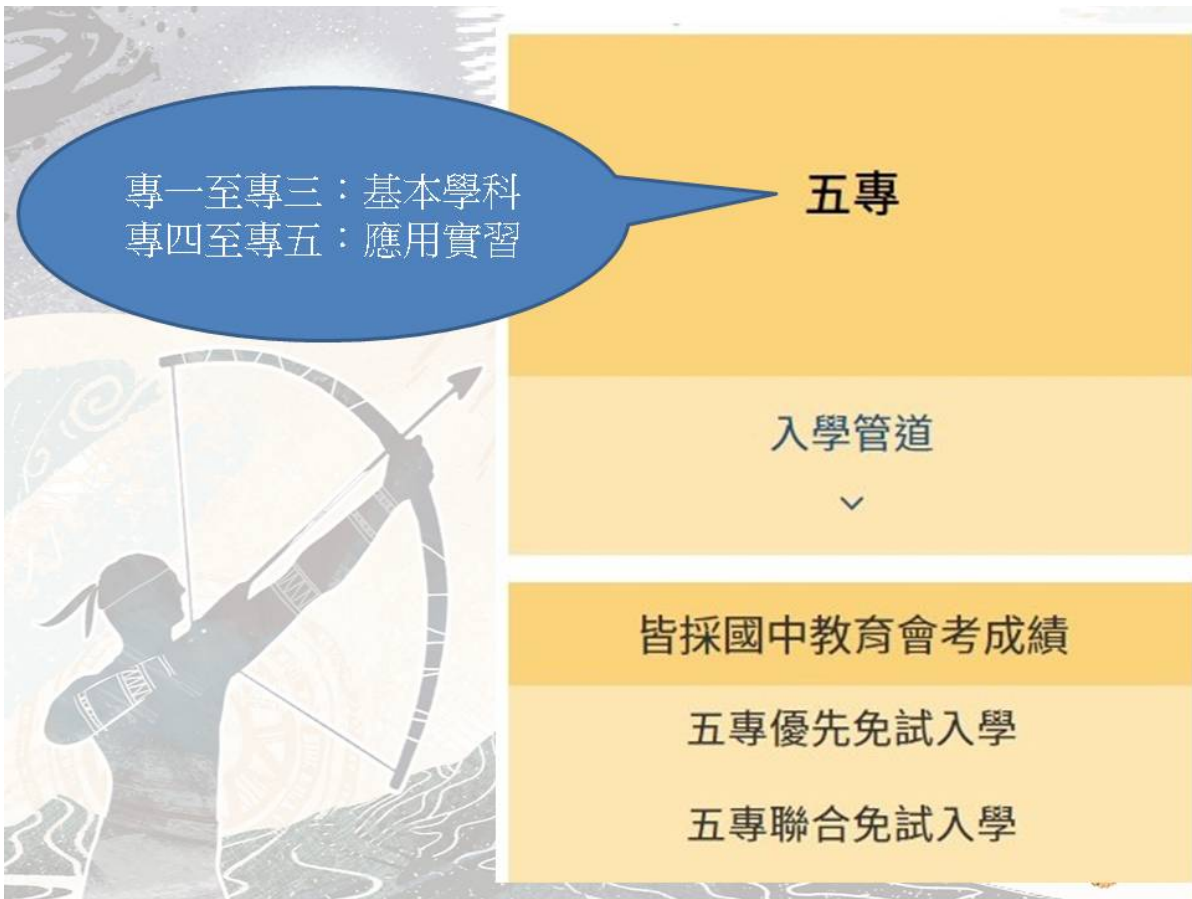 專一至專三：基本學科
專四至專五：應用實習
五專
入學管道
皆採國中教育會考成績
五專優先免試入學
五專聯合免試入學